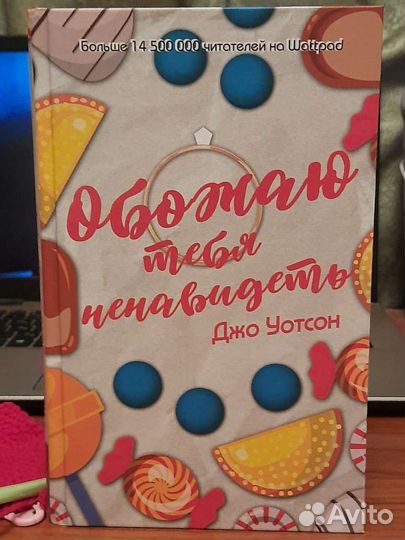 Больше 14 500 000 читателей на Wattpad
Обожаю
тебя
ненавидеть
Джо Уотсон
Avito